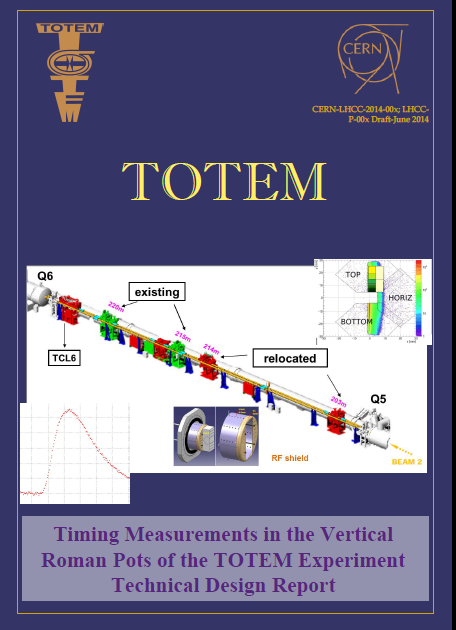 TOTEM
CERN
CERN-LHCC-2014-00x; LHCC-
P-00x Draft-June 2014
TOTEM
Q6
existing
220m
215m
214m
TCL6
relocated
203m
Q5
TOP
HORIZ
BOTTOM
RF shield
BEAM 2
Timing Measurements in the Vertical
Roman Pots of the TOTEM Experiment
Technical Design Report